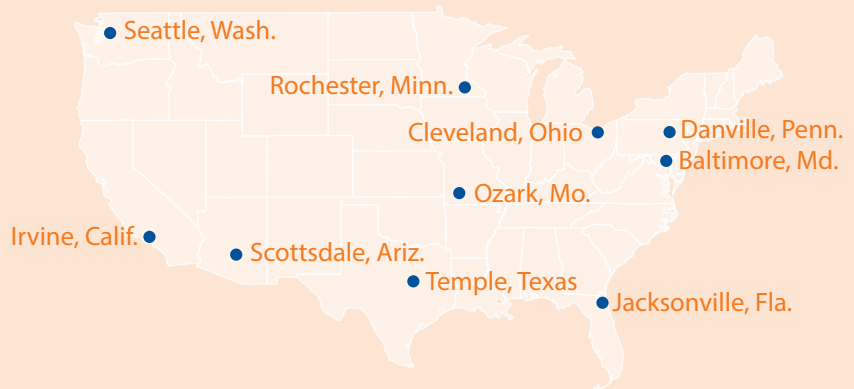 Seattle, Wash.
Rochester, Minn.
Cleveland, Ohio
Danville, Penn.
Baltimore, Md.
Ozark, Mo.
Irvine, Calif.
Scottsdale, Ariz.
Temple, Texas
Jacksonville, Fla.